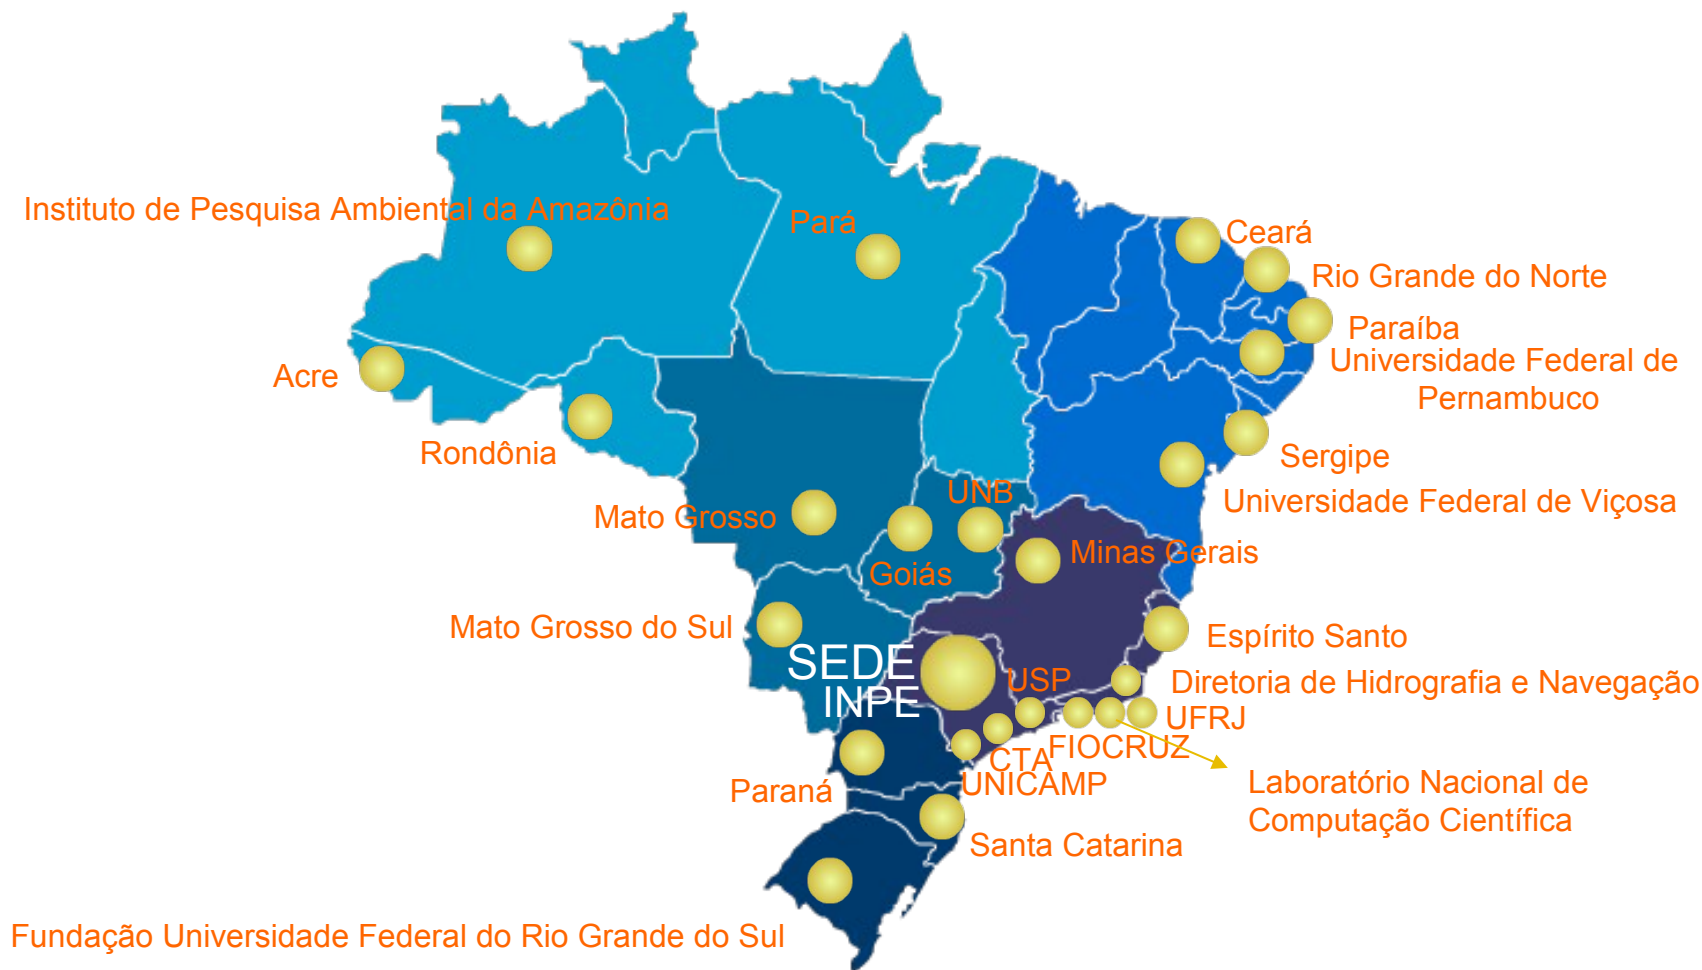 Instituto de Pesquisa Ambiental da Amazônia
Pará
Ceará
Rio Grande do Norte
Paraíba
Universidade Federal de
Pernambuco
Acre
Rondônia
Sergipe
Universidade Federal de Viçosa
UNB
Mato Grosso
Minas Gerais
Goiás
Mato Grosso do Sul
Espírito Santo
SEDE
INPE
USP
Diretoria de Hidrografia e Navegação
UFRJ
FIOCRUZ
CTA
UNICAMP
Laboratório Nacional de
Computação Científica
Paraná
Santa Catarina
Fundação Universidade Federal do Rio Grande do Sul